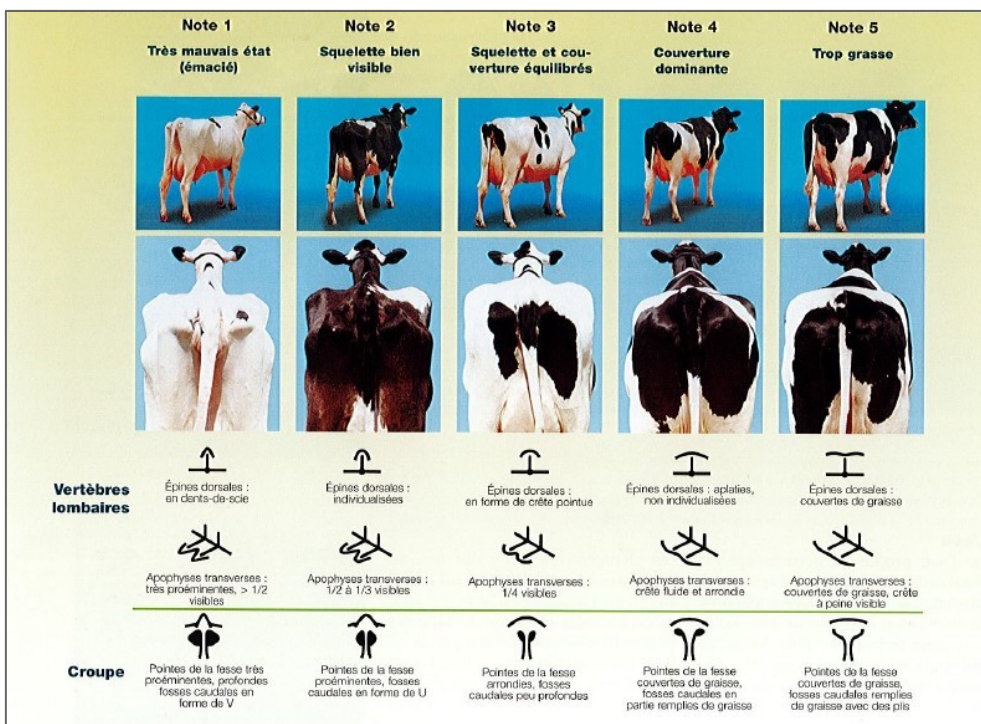 Note 1
Note 2
Note 3
Note 4
Note 5
Très mauvais état
(émacié)
Squelette bien
visible
Squelette et cou-
verture équilibrés
Couverture
dominante
Trop grasse
Vertèbres
lombaires
Épines dorsales :
en dents-de-scie
Épines dorsales :
individualisées
Épines dorsales :
en forme de crête pointue
Épines dorsales : aplaties,
non individualisées
Épines dorsales :
couvertes de graisse
Apophyses transverses :
très proéminentes, > 1/2
visibles
Apophyses transverses :
1/2 à 1/3 visibles
Apophyses transverses :
1/4 visibles
Apophyses transverses :
crête fluide et arrondie
Apophyses transverses :
couvertes de graisse, crête
à peine visible
Croupe
Pointes de la fesse très
proéminentes, profondes
fosses caudales en
forme de V
Pointes de la fesse
proéminentes, fosses
caudales en forme de U
Pointes de la fesse
arrondies, fosses
caudales peu profondes
Pointes de la fesse
couvertes de graisse,
fosses caudales en
partie remplies de graisse
Pointes de la fesse
couvertes de graisse,
fosses caudales remplies
de graisse avec des plis